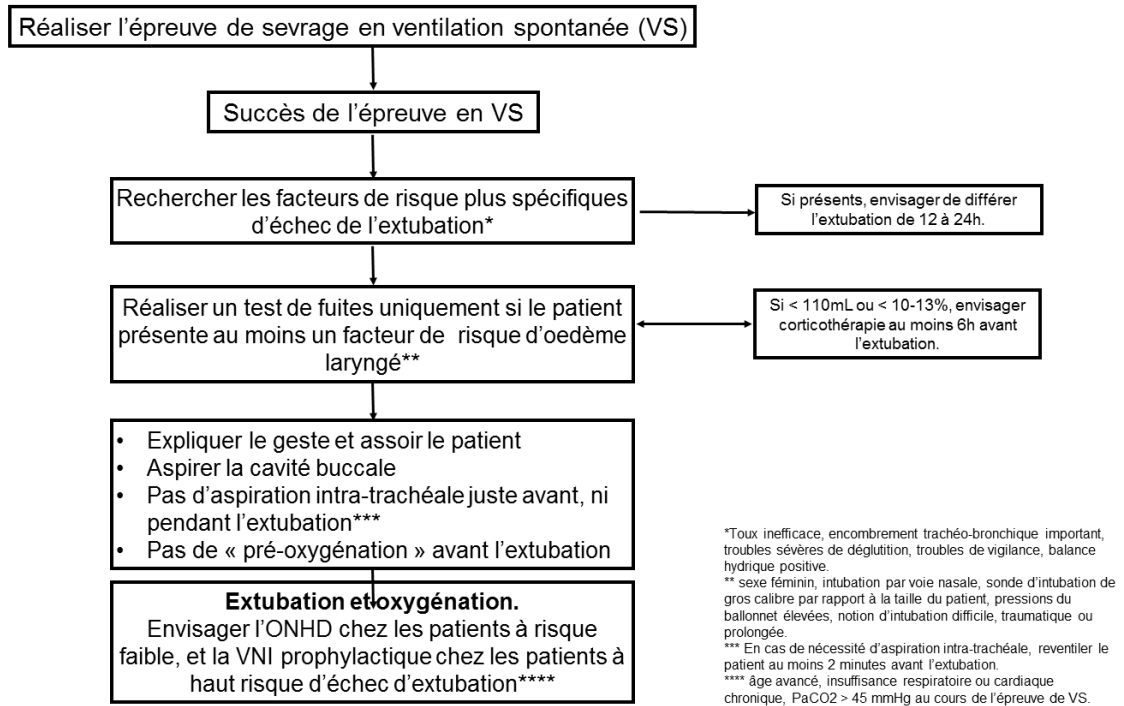 Réaliser l'épreuve de sevrage en ventilation spontanée (VS)
Succès de l'épreuve en VS
Rechercher les facteurs de risque plus spécifiques
d'échec de l'extubation*
Si présents, envisager de différer
l'extubation de 12 à 24h.
Réaliser un test de fuites uniquement si le patient
présente au moins un facteur de risque d'oedème
laryngé**
Si < 110mL ou < 10-13%, envisager
corticothérapie au moins 6h avant
l'extubation.
• Expliquer le geste et assoir le patient
• Aspirer la cavité buccale
• Pas d'aspiration intra-trachéale juste avant, ni
pendant l'extubation***
• Pas de « pré-oxygénation » avant l'extubation
Extubation et oxygénation.
Envisager l'ONHD chez les patients à risque
faible, et la VNI prophylactique chez les patients à
haut risque d'échec d'extubation****
*Toux inefficace, encombrement trachéo-bronchique important,
troubles sévères de déglutition, troubles de vigilance, balance
hydrique positive.
** sexe féminin, intubation par voie nasale, sonde d'intubation de
gros calibre par rapport à la taille du patient, pressions du
ballonnet élevées, notion d'intubation difficile, traumatique ou
prolongée.
*** En cas de nécessité d'aspiration intra-trachéale, reventiler le
patient au moins 2 minutes avant l'extubation.
**** âge avancé, insuffisance respiratoire ou cardiaque
chronique, PaCO2 > 45 mmHg au cours de l'épreuve de VS.